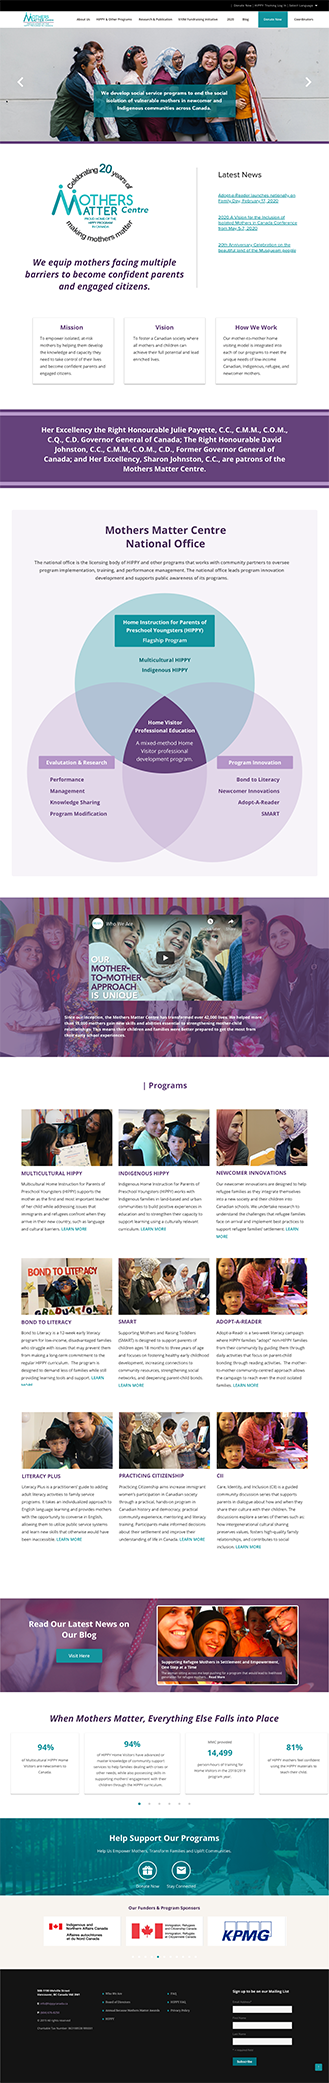 | Donate Now | HIPPY Training Log In | Select Language
MOTHERS
MATTER Centre
About Us HIPPY & Other Programs Research & Publication KSNM Fundraising Initiative 2020 Blog Donate Now Coordinators
We develop social service programs to end the social
isolation of vulnerable mothers in newcomer and
Indigenous communities across Canada.
Celebrating 20 years of
MOTHERS
MATTER Centre
PROUD HOME OF THE
HIPPY PROGRAM
IN CANADA
making mothers matter
We equip mothers facing multiple
barriers to become confident parents
and engaged citizens.
Latest News
Adopt-a-Reader launches nationally on
Family Day, February 17, 2020
2020 A Vision for the Inclusion of
Isolated Mothers in Canada Conference
from May 5-7, 2020
20th Anniversary Celebration on the
beautiful land of the Musqueam people
Mission
To empower isolated, at-risk
mothers by helping them develop
the knowledge and capacity they
need to take control of their lives
and become confident parents and
engaged citizens.
Vision
To foster a Canadian society where
all mothers and children can
achieve their full potential and lead
enriched lives.
How We Work
Our mother-to-mother home
visiting model is integrated into
each of our programs to meet the
unique needs of low-income
Canadian, Indigenous, refugee, and
newcomer mothers.
Her Excellency the Right Honourable Julie Payette, C.C., C.M.M., C.O.M.,
C.Q., C.D. Governor General of Canada; The Right Honourable David
Johnston, C.C., C.M.M, C.O.M., C.D., Former Governor General of
Canada; and Her Excellency, Sharon Johnston, C.C., are patrons of the
Mothers Matter Centre.
Mothers Matter Centre
National Office
The national office is the licensing body of HIPPY and other programs that works with community partners to oversee
program implementation, training, and performance management. The national office leads program innovation
development and supports public awareness of its programs.
Home Instruction for Parents of
Preschool Youngsters (HIPPY)
Flagship Program
Multicultural HIPPY
Indigenous HIPPY
Home Visitor
Professional Education
A mixed-method Home
Visitor professional
development program.
Evalutation & Research
Performance
Management
Knowledge Sharing
Program Modification
Program Innovation
Bond to Literacy
Newcomer Innovations
Adopt-A-Reader
SMART
Who We Are
OUR
MOTHER-
TO-MOTHER
APPROACH
IS UNIQUE
Since our inception, the Mothers Matter Centre has transformed over 42,000 lives. We helped more
than 18,000 mothers gain new skills and abilities essential to strengthening mother-child
relationships. This means their children and families were better prepared to get the most from
their early school experiences.
| Programs
MULTICULTURAL HIPPY
Multicultural Home Instruction for Parents of
Preschool Youngsters (HIPPY) supports the
mother as the first and most important teacher
of her child while addressing issues that
immigrants and refugees confront when they
arrive in their new country, such as language
and cultural barriers. LEARN MORE
INDIGENOUS HIPPY
Indigenous Home Instruction for Parents of
Preschool Youngsters (HIPPY) works with
Indigenous families in land-based and urban
communities to build positive experiences in
education and to strengthen their capacity to
support learning using a culturally relevant
curriculum. LEARN MORE
NEWCOMER INNOVATIONS
Our newcomer innovations are designed to help
refugee families as they integrate themselves
into a new society and their children into
Canadian schools. We undertake research to
understand the challenges that refugee families
face on arrival and implement best practices to
support refugee families' settlement. LEARN
MORE
BOND TO LITERACY
BOND TO LITERACY
Bond to Literacy is a 12-week early literacy
program for low-income, disadvantaged families
who struggle with issues that may prevent them
from making a long-term commitment to the
regular HIPPY curriculum. The program is
designed to demand less of families while still
providing learning tools and support. LEARN
MORE
SMART
Supporting Mothers and Raising Toddlers
(SMART) is designed to support parents of
children ages 18 months to three years of age
and focuses on fostering healthy early childhood
development, increasing connections to
community resources, strengthening social
networks, and deepening parent-child bonds.
LEARN MORE
ADOPT-A-READER
Adopt-a-Reader is a two-week literacy campaign
where HIPPY families "adopt" non-HIPPY families
from their community by guiding them through
daily activities that focus on parent-child
bonding through reading activities. The mother-
to-mother community-connected approach allows
the campaign to reach even the most isolated
families. LEARN MORE
LITERACY PLUS
Literacy Plus is a practitioners' guide to adding
adult literacy activities to family service
programs. It takes an individualized approach to
English language learning and provides mothers
with the opportunity to converse in English,
allowing them to utilize public service systems
and learn new skills that otherwise would have
been inaccessible. LEARN MORE
PRACTICING CITIZENSHIP
Practicing Citizenship aims increase immigrant
women's participation in Canadian society
through a practical, hands-on program in
Canadian history and democracy, practical
community experience, mentoring and literacy
training. Participants make informed decisions
about their settlement and improve their
understanding of life in Canada. LEARN MORE
CII
Care, Identity, and Inclusion (CII) is a guided
community discussion series that supports
parents in dialogue about how and when they
share their culture with their children. The
discussions explore a series of themes such as
how intergenerational cultural sharing
preserves values, fosters high-quality family
relationships, and contributes to social
inclusion. LEARN MORE
Read Our Latest News on
Our Blog
Visit Here
Supporting Refugee Mothers in Settlement and Empowerment,
One Step at a Time
When Mothers Matter, Everything Else Falls into Place
94%
of Multicultural HIPPY Home
Visitors are newcomers to
Canada
94%
of HIPPY Home Visitors have advanced or
master knowledge of community support
services to help families dealing with crises or
other needs, while also persisting skills in
supporting mothers' engagement with their
children through the HIPPY curriculum.
MMC provided
14,499
person-hours of training for
Home Visitors in the 2018/2019
program year.
81%
of HIPPY mothers feel confident
using the HIPPY materials to
teach their child.
Help Support Our Programs
Help Us Empower Mothers, Transform Families and Uplift Communities.
Donate Now
Stay Connected
Our Funders & Program Sponsors
Indigenous and
Northern Affairs Canada
Affaires autochtones
et du Nord Canada
Immigration, Refugees
and Citizenship Canada
Immigration, Réfugiés
et Citoyenneté Canada
KPMG
Vancouver, BC Canada
Who We Are
Board of Directors
HIPPY
FAQ
HIPPY FAQ
Privacy Policy
Sign up to be on our Mailing List
Email Address*
First Name
Last Name
* = required field
Subscribe